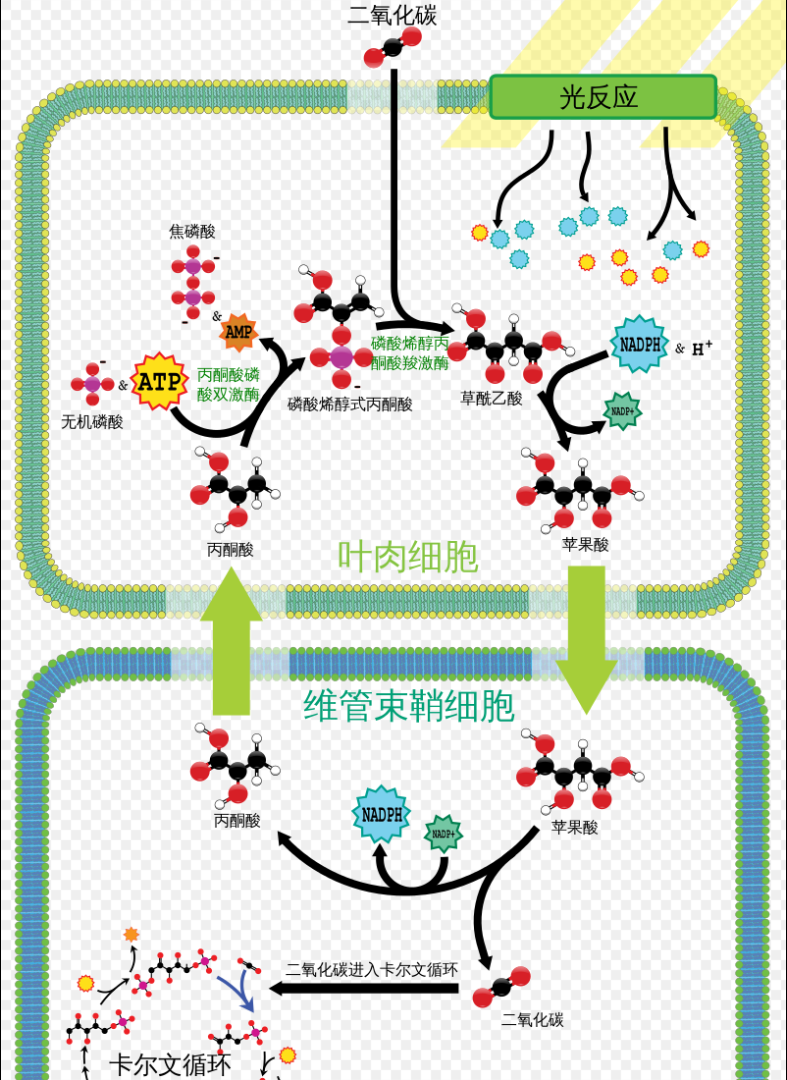 二氧化碳
光反应
焦磷酸
&
AMP
ATP
&
无机磷酸
丙酮酸磷
酸双激酶
磷酸烯醇丙
酮酸羧激酶
磷酸烯醇式丙酮酸
草酰乙酸
NADPH
& H+
NADP+
丙酮酸
苹果酸
叶肉细胞
维管束鞘细胞
丙酮酸
NADPH
NADP+
苹果酸
二氧化碳进入卡尔文循环
二氧化碳
卡尔文循环